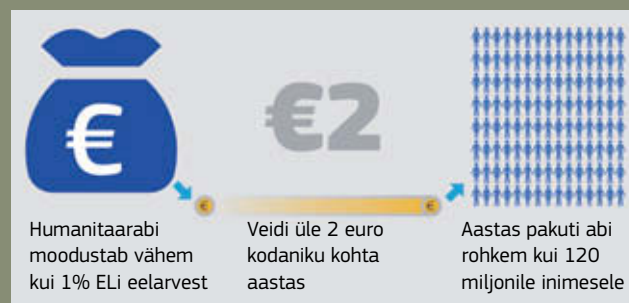 €
€2
€
€
Humanitaarabi
moodustab vähem
kui 1% ELi eelarvest
Veidi üle 2 euro
kodaniku kohta
aastas
Aastas pakuti abi
rohkem kui 120
miljonile inimesele